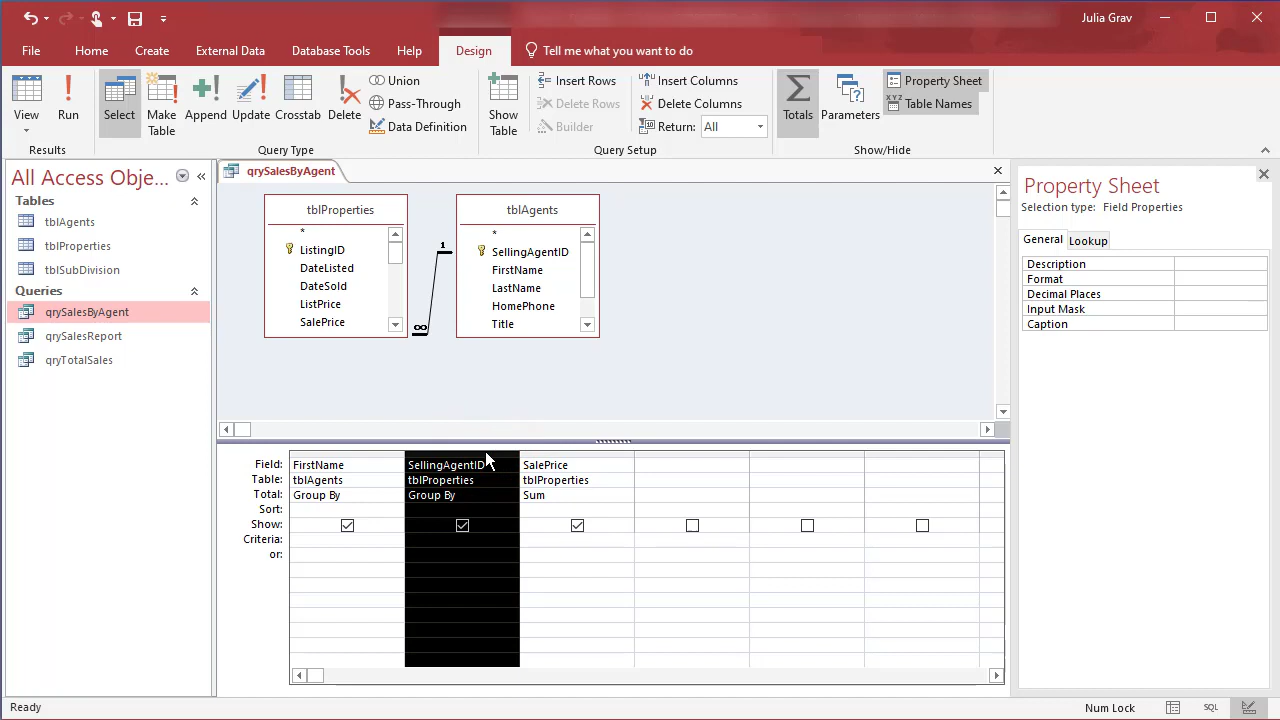 Julia Grav
File
Home
Create
External Data
Database Tools
Help
Design
Tell me what you want to do
View
Run
Select
Make Table
Append
Update
Crosstab
Delete
Union
Pass-Through
Data Definition
Show Table
Insert Rows
Delete Rows
Builder
Insert Columns
Delete Columns
Return: All
Totals
Parameters
Property Sheet
Table Names
Results
Query Type
Query Setup
Show/Hide
All Access Obje...
Tables
tblAgents
tblProperties
tblSubDivision
Queries
qrySalesByAgent
qrySalesReport
qryTotalSales
qrySalesByAgent
tblProperties
*
ListingID
DateListed
DateSold
ListPrice
SalePrice
1
∞
tblAgents
*
SellingAgentID
FirstName
LastName
HomePhone
Title
Field: FirstName SellingAgentID SalePrice
Table: tblAgents tblProperties tblProperties
Total: Group By Group By Sum
Sort:
Show:
Criteria:
or:
Property Sheet
Selection type: Field Properties
General
Lookup
Description
Format
Decimal Places
Input Mask
Caption
Ready
Num Lock
SQL